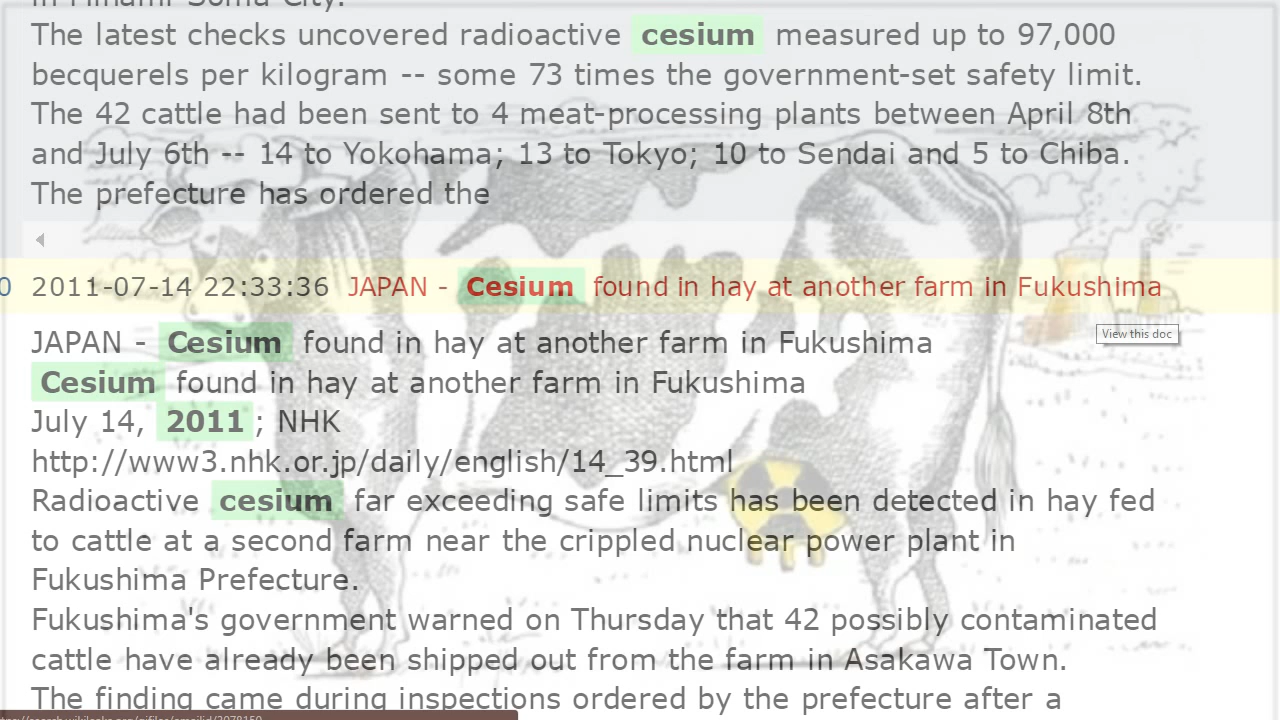 in Minami-Soma City.
The latest checks uncovered radioactive cesium measured up to 97,000
becquerels per kilogram -- some 73 times the government-set safety limit.
The 42 cattle had been sent to 4 meat-processing plants between April 8th
and July 6th -- 14 to Yokohama; 13 to Tokyo; 10 to Sendai and 5 to Chiba.
The prefecture has ordered the
0 2011-07-14 22:33:36 JAPAN - Cesium found in hay at another farm in Fukushima
View this doc
JAPAN - Cesium found in hay at another farm in Fukushima
Cesium found in hay at another farm in Fukushima
July 14, 2011 ; NHK
http://www3.nhk.or.jp/daily/english/14_39.html
Radioactive cesium far exceeding safe limits has been detected in hay fed
to cattle at a second farm near the crippled nuclear power plant in
Fukushima Prefecture.
Fukushima's government warned on Thursday that 42 possibly contaminated
cattle have already been shipped out from the farm in Asakawa Town.
The finding came during inspections ordered by the prefecture after a